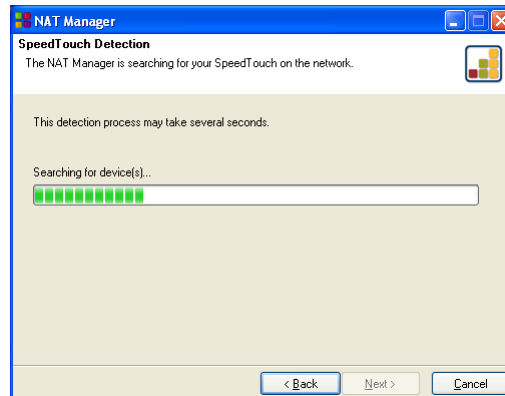 NAT Manager
SpeedTouch Detection
The NAT Manager is searching for your SpeedTouch on the network.
This detection process may take several seconds.
Searching for device(s)...
< Back
Next >
Cancel